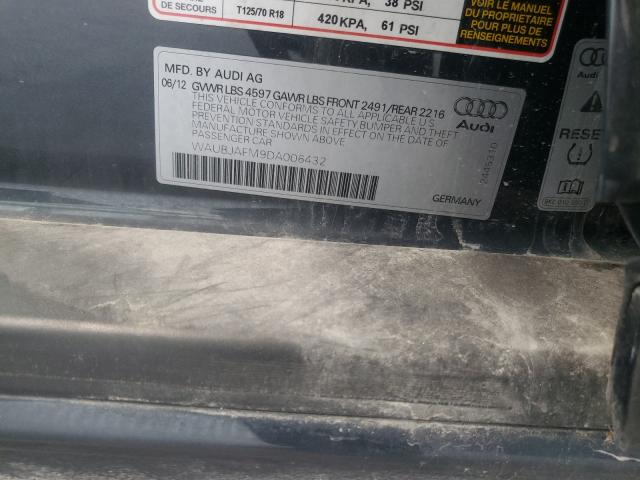 DE SECOURS
T125/70 R18
38 PSI
420 KPA, 61 PSI
VOIR LE MANUEL
DU PROPRIETAIRE
POUR PLUS DE
RENSEIGNEMENTS
MFD. BY AUDI AG
06/12 GVWR LBS 4597 GAWR LBS FRONT 2491/REAR 2216
THIS VEHICLE CONFORMS TO ALL APPLICABLE U.S.
FEDERAL MOTOR VEHICLE SAFETY BUMPER AND THEFT
PREVENTION STANDARDS IN EFFECT ON THE DATE OF
MANUFACTURE SHOWN ABOVE.
PASSENGER CAR
WAUBJAFM9DA006432
Audi
2445310
GERMANY
RESE